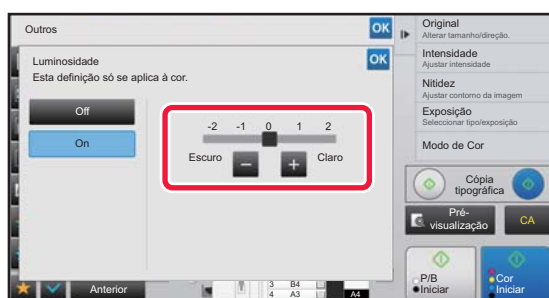 Outros
OK
Luminosidade
OK
Esta definição só se aplica à cor.
Off
On
-2 -1 0 1 2
Escuro − + Claro
Anterior
3 B4
4 A3
A4
Original
Alterar tamanho/direção.
Intensidade
Ajustar intensidade
Nitidez
Ajustar contorno da imagem
Exposição
Seleccionar tipo/exposição
Modo de Cor
Cópia
tipográfica
Pré-
visualização
CA
P/B
Iniciar
Cor
Iniciar